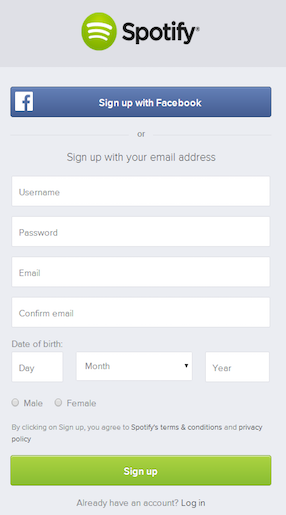 Spotify®
Sign up with Facebook
or
Sign up with your email address
Username
Password
Email
Confirm email
Date of birth:
Day Month Year
Male Female
By clicking on Sign up, you agree to Spotify's terms & conditions and privacy
policy
Sign up
Already have an account? Log in